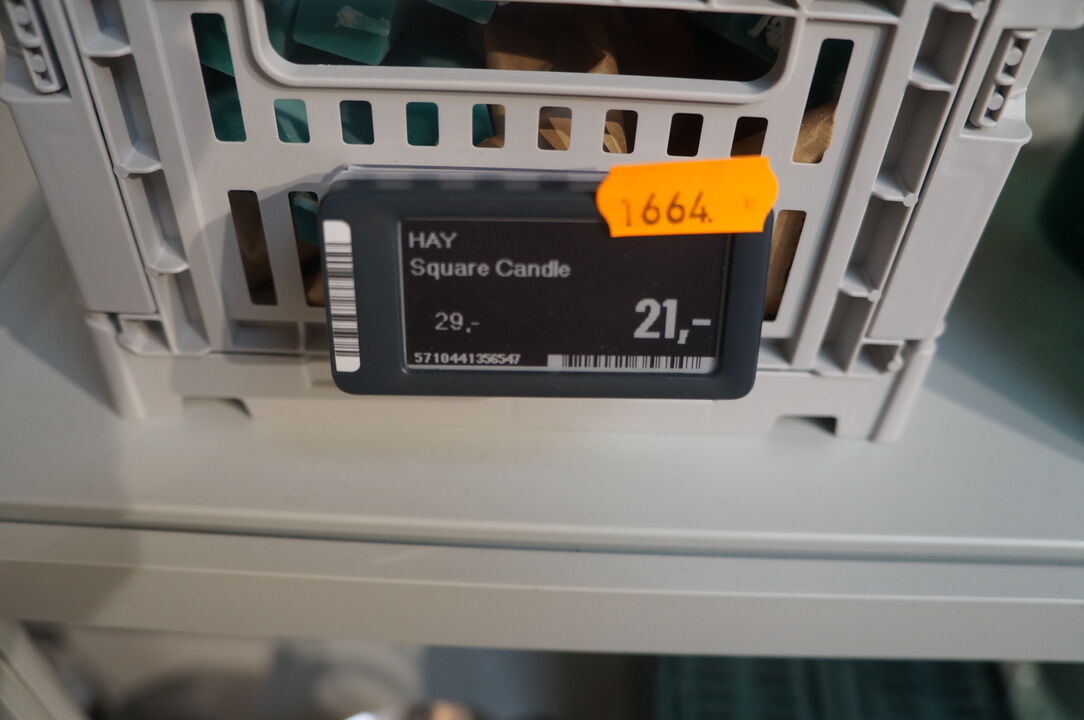 1664.
HAY
Square Candle
29,-
21,-
5710441356547